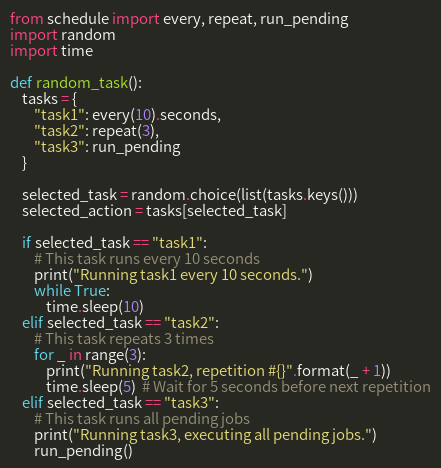 from schedule import every, repeat, run_pending
import random
import time

def random_task():
    tasks = {
        "task1": every(10).seconds,
        "task2": repeat(3),
        "task3": run_pending
    }

    selected_task = random.choice(list(tasks.keys()))
    selected_action = tasks[selected_task]

    if selected_task == "task1":
        # This task runs every 10 seconds
        print("Running task1 every 10 seconds.")
        while True:
            time.sleep(10)
    elif selected_task == "task2":
        # This task repeats 3 times
        for _ in range(3):
            print("Running task2, repetition #{}".format(_ + 1))
            time.sleep(5)  # Wait for 5 seconds before next repetition
    elif selected_task == "task3":
        # This task runs all pending jobs
        print("Running task3, executing all pending jobs.")
        run_pending()